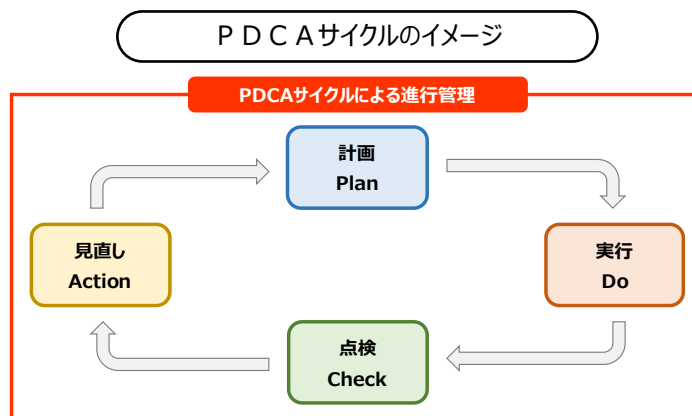 ＰＤＣＡサイクルのイメージ
PDCAサイクルによる進行管理
計画
Plan
見直し
Action
実行
Do
点検
Check